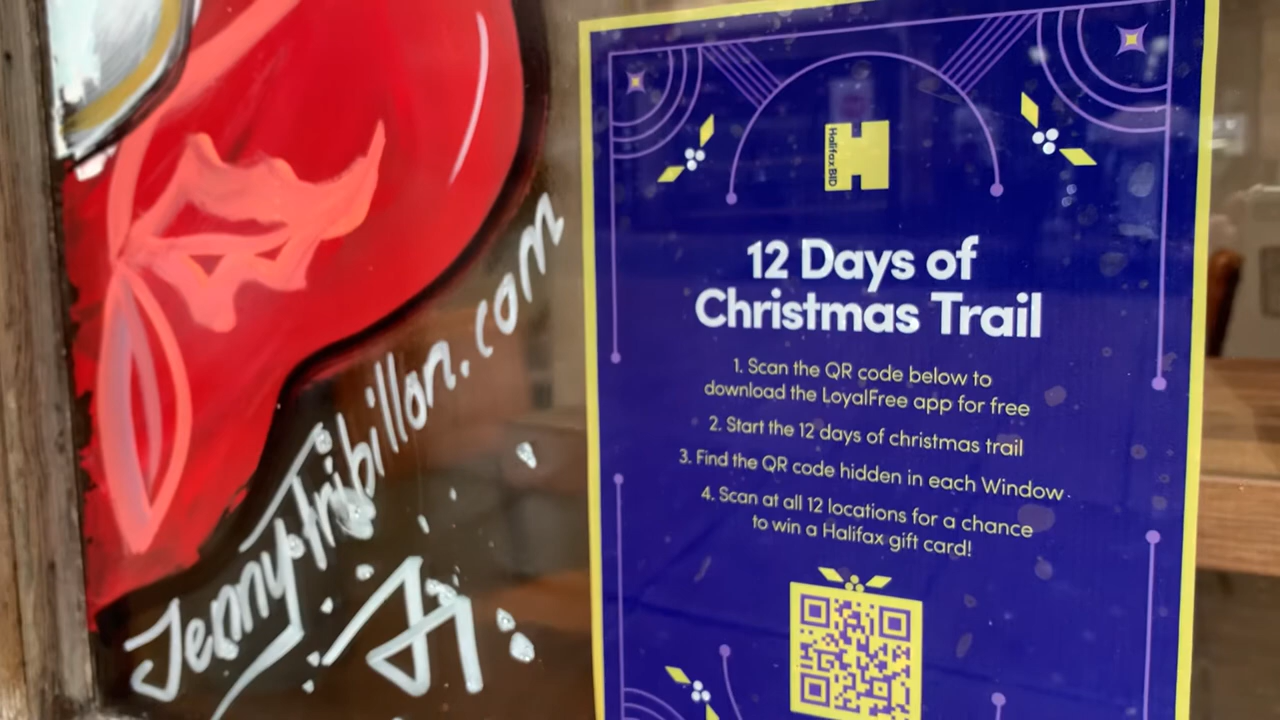 Jennytribillon.com
Halifax BID
12 Days of
Christmas Trail
1. Scan the QR code below to
download the LoyalFree app for free
2. Start the 12 days of christmas trail
3. Find the QR code hidden in each Window
4. Scan at all 12 locations for a chance
to win a Halifax gift card!